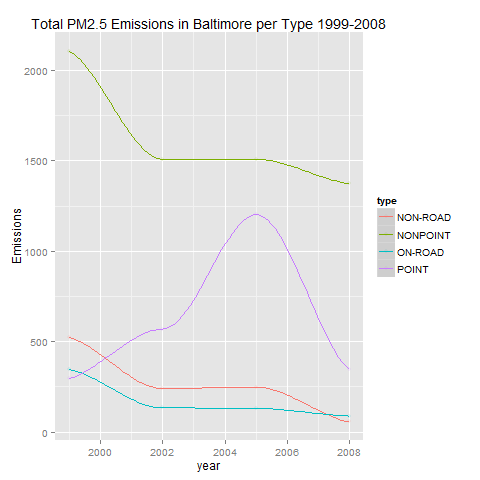 Total PM2.5 Emissions in Baltimore per Type 1999-2008
2000
1500
1000
500
0
Emissions
2000
2002
2004
2006
2008
year
type
NON-ROAD
NONPOINT
ON-ROAD
POINT